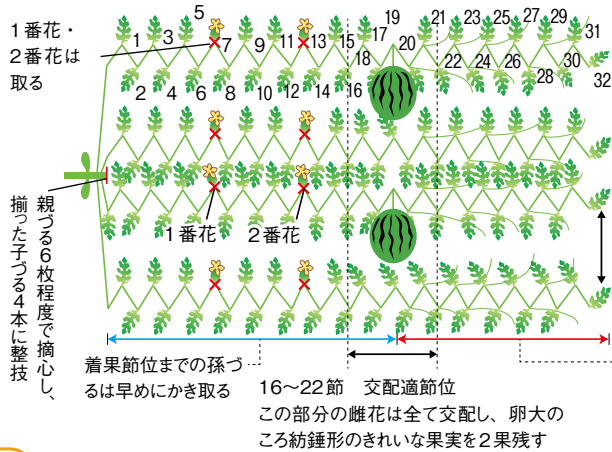 1番花・
2番花は
取る
1 3 5 7 9 11 13 15 17 19 20 21 23 25 27 29 31
2 4 6 8 10 12 14 16 18 22 24 26 28 30 32
1番花
2番花
親づる6枚程度で摘心し、
揃った子づる4本に整枝
着果節位までの孫づ
るは早めにかき取る
16〜22節 交配適節位
この部分の雌花は全て交配し、卵大の
ころ紡錘形のきれいな果実を2果残す